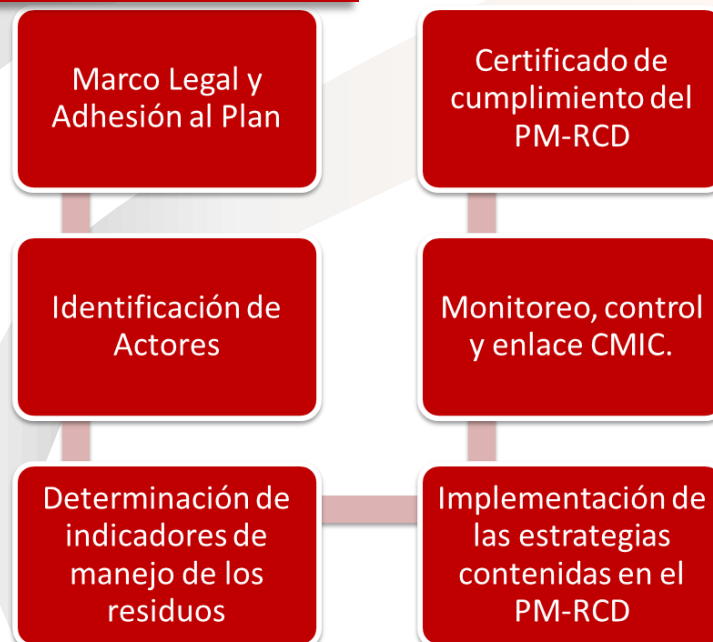 Marco Legal y
Adhesión al Plan
Identificación de
Actores
Determinación de
indicadores de
manejo de los
residuos
Implementación de
las estrategias
contenidas en el
PM-RCD
Monitoreo, control
y enlace CMIC.
Certificado de
cumplimiento del
PM-RCD